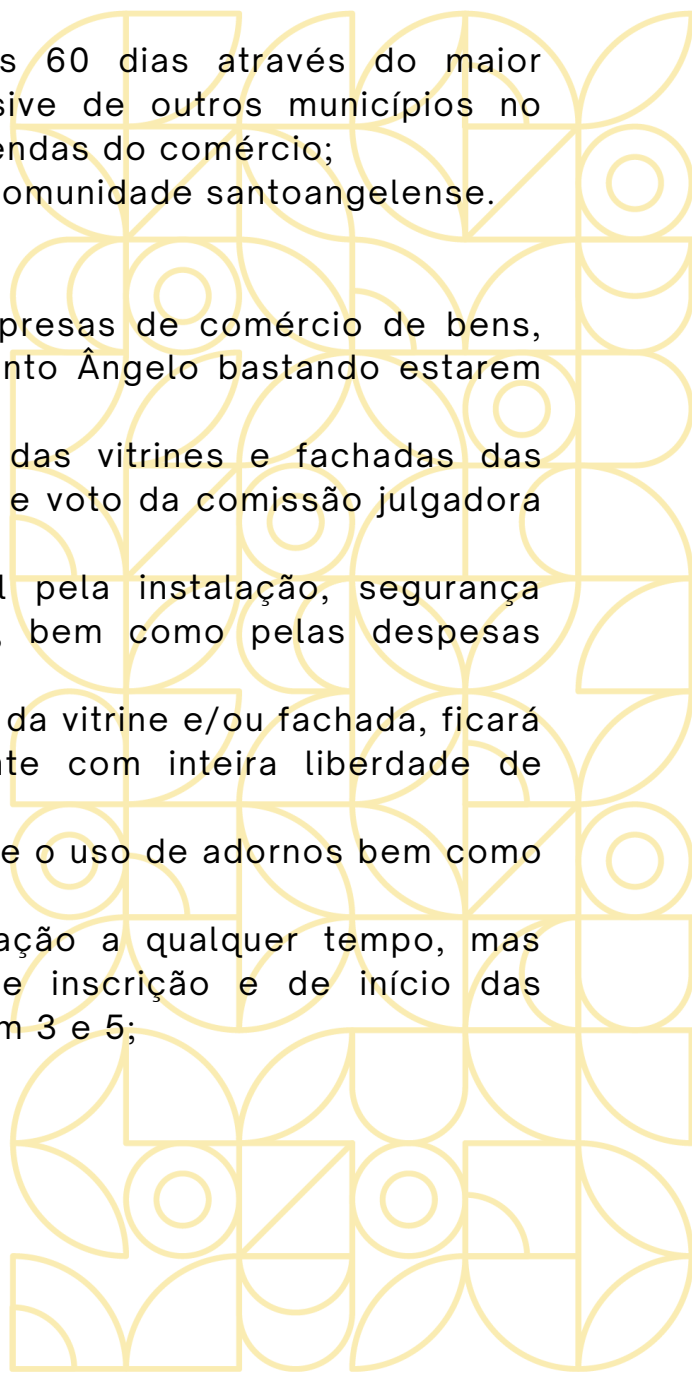 s 60 dias através do maior
sive de outros municípios no
endas do comércio;
omunidade santoangelense.
presas de comércio de bens,
nto Ângelo bastando estarem
das vitrines e fachadas das
e voto da comissão julgadora
l pela instalação, segurança
, bem como pelas despesas
da vitrine e/ou fachada, ficará
nte com inteira liberdade de
e o uso de adornos bem como
ação a qualquer tempo, mas
e inscrição e de início das
m 3 e 5;